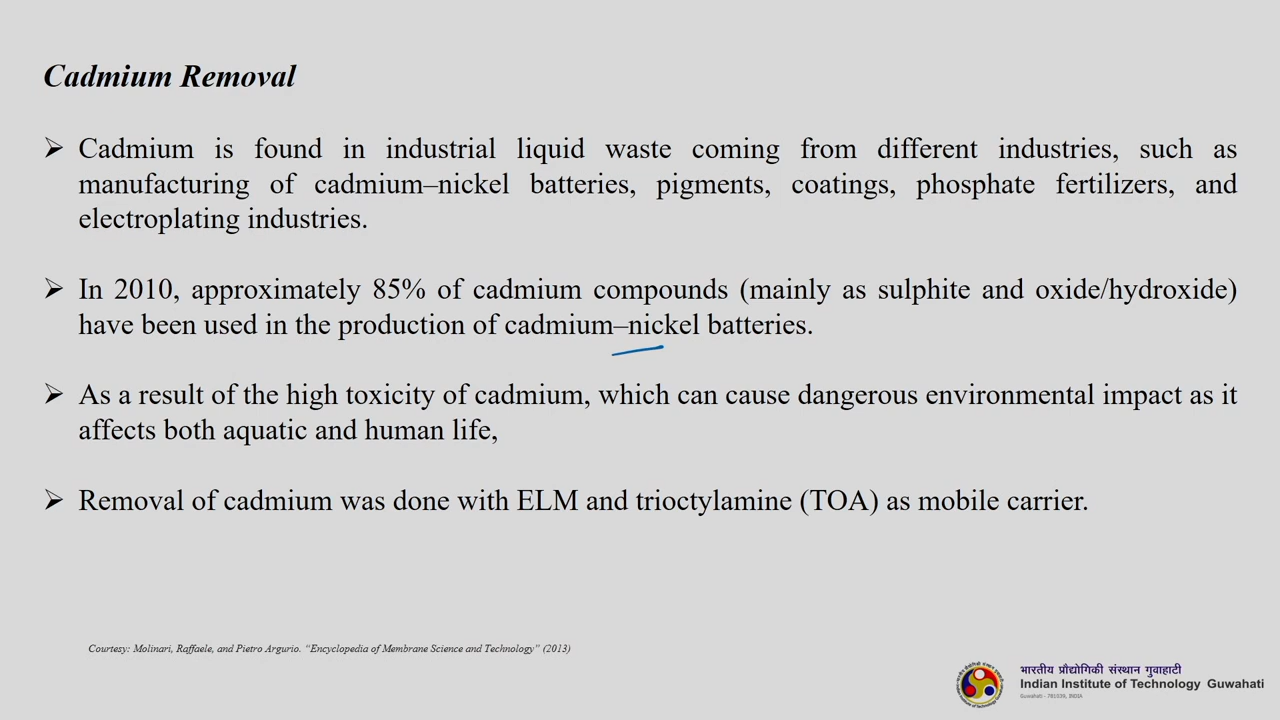 Cadmium Removal
➢ Cadmium is found in industrial liquid waste coming from different industries, such as
manufacturing of cadmium–nickel batteries, pigments, coatings, phosphate fertilizers, and
electroplating industries.
➢ In 2010, approximately 85% of cadmium compounds (mainly as sulphite and oxide/hydroxide)
have been used in the production of cadmium–nickel batteries.
➢ As a result of the high toxicity of cadmium, which can cause dangerous environmental impact as it
affects both aquatic and human life,
➢ Removal of cadmium was done with ELM and trioctylamine (TOA) as mobile carrier.
Courtesy: Molinari, Raffaele, and Pietro Argurio. “Encyclopedia of Membrane Science and Technology” (2013)
भारतीय प्रौद्योगिकी संस्थान गुवाहाटी
Indian Institute of Technology Guwahati
Guwahati - 781039, INDIA